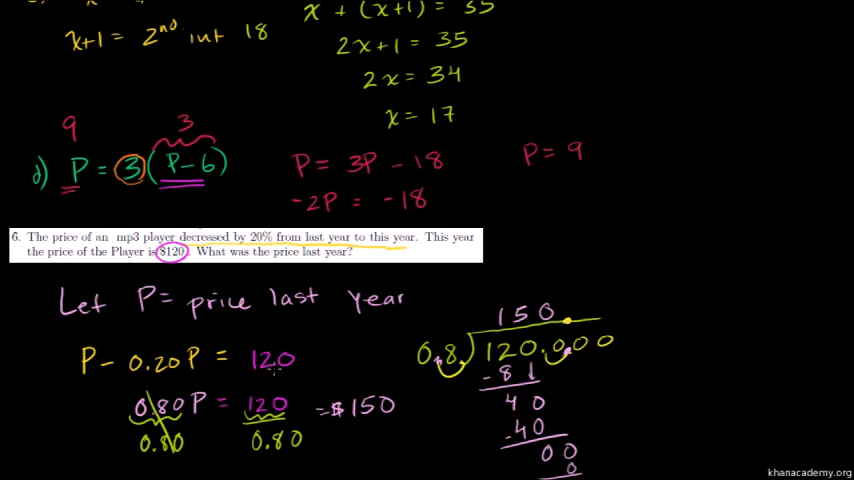 x + (x+1) = 35
x+1 = 2nd int 18
2x+1 = 35
2x = 34
x = 17
9
3
d) P = 3(P-6)
P = 3P - 18
P = 9
-2P = -18
6. The price of an mp3 player decreased by 20% from last year to this year. This year
the price of the Player is $120. What was the price last year?
Let P = price last year
P - 0.20P = 120
0.80P = 120 = $150
0.80 0.80
150.
0.8.)120.0.00
-8
40
-40
00
0
khanacademy.org